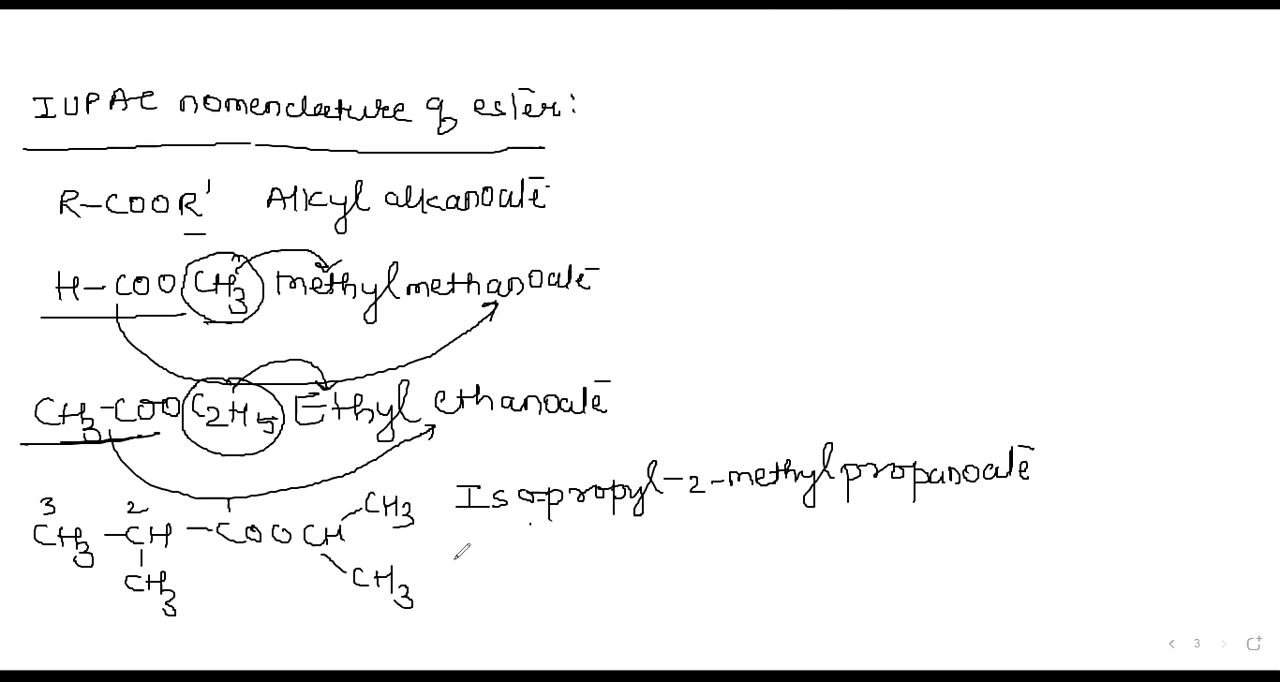 IUPAC nomenclature of ester:
R-COOR' Alkyl alkanoate
H-COOCH3 methylmethanoate
CH3-COOC2H5 Ethyl ethanoate
Isopropyl-2-methylpropanoate
3 2 CH3
CH3-CH-COOCH
CH3 CH3
3